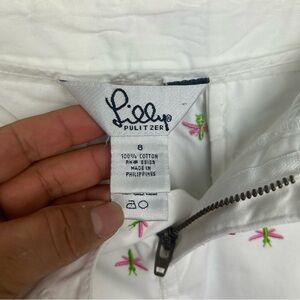 Lilly
PULITZER
8
100% COTTON
MADE IN
PHILIPPINES